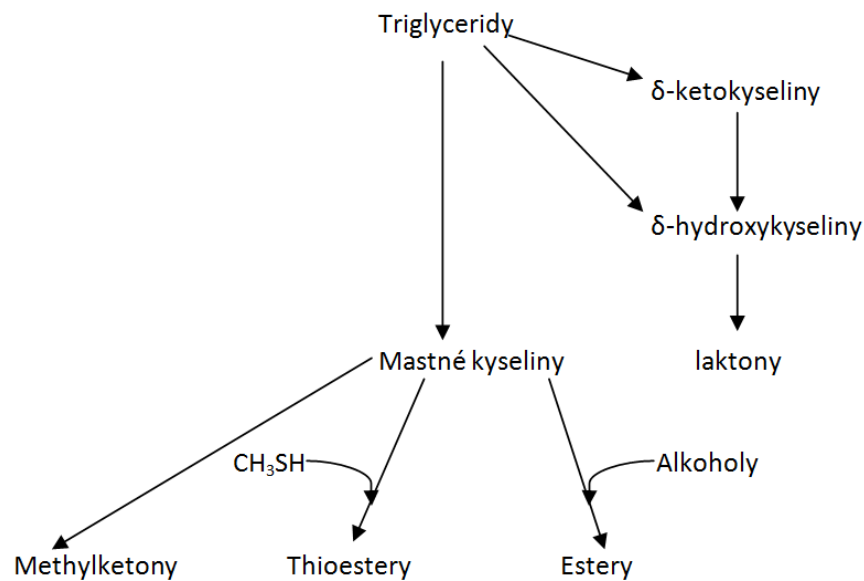 Triglyceridy
δ-ketokyseliny
δ-hydroxykyseliny
Mastné kyseliny
laktony
CH₃SH
Alkoholy
Methylketony
Thioestery
Estery